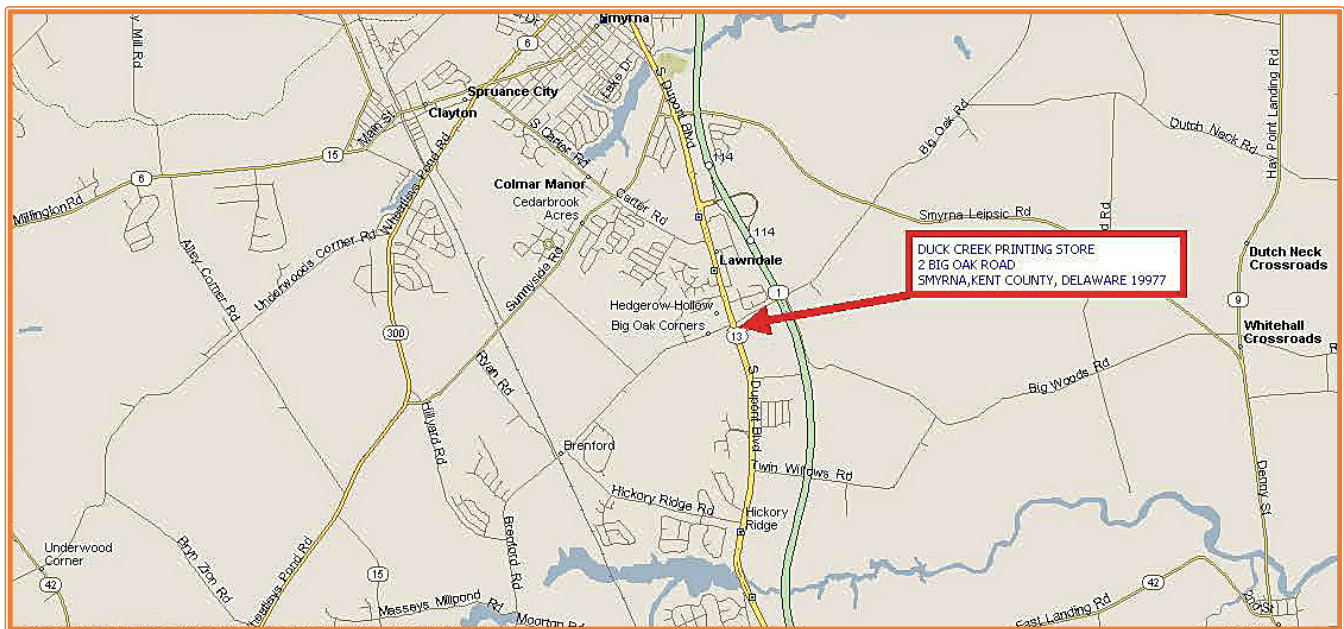 Smyrna
6
Mill Rd
Lake Dr
Spruance City
Clayton
Main St
S Carter Rd
S Dupont Blvd
Big Oak Rd
Hay Point Landing Rd
Dutch Neck Rd
15
114
6
Millington Rd
Wheatleys Pond Rd
Colmar Manor
Cedarbrook
Acres
Carter Rd
Smyrna Leipsic Rd
Underwoods Corner Rd
Alley Corner Rd
Sunnyside Rd
114
Lawndale
DUCK CREEK PRINTING STORE
2 BIG OAK ROAD
SMYRNA,KENT COUNTY, DELAWARE 19977
Dutch Neck
Crossroads
1
9
Hedgerow Hollow
Big Oak Corners
300
13
Whitehall
Crossroads
Ryan Rd
S Dupont Blvd
Big Woods Rd
Hillyard Rd
Brenford
Twin Willows Rd
Denny St
Hickory Ridge Rd
Hickory
Ridge
Brenford Rd
Underwood
Corner
Bryn Zion Rd
42
15
42
Masseys Millpond Rd
Moorton Rd
East Landing Rd
2nd St